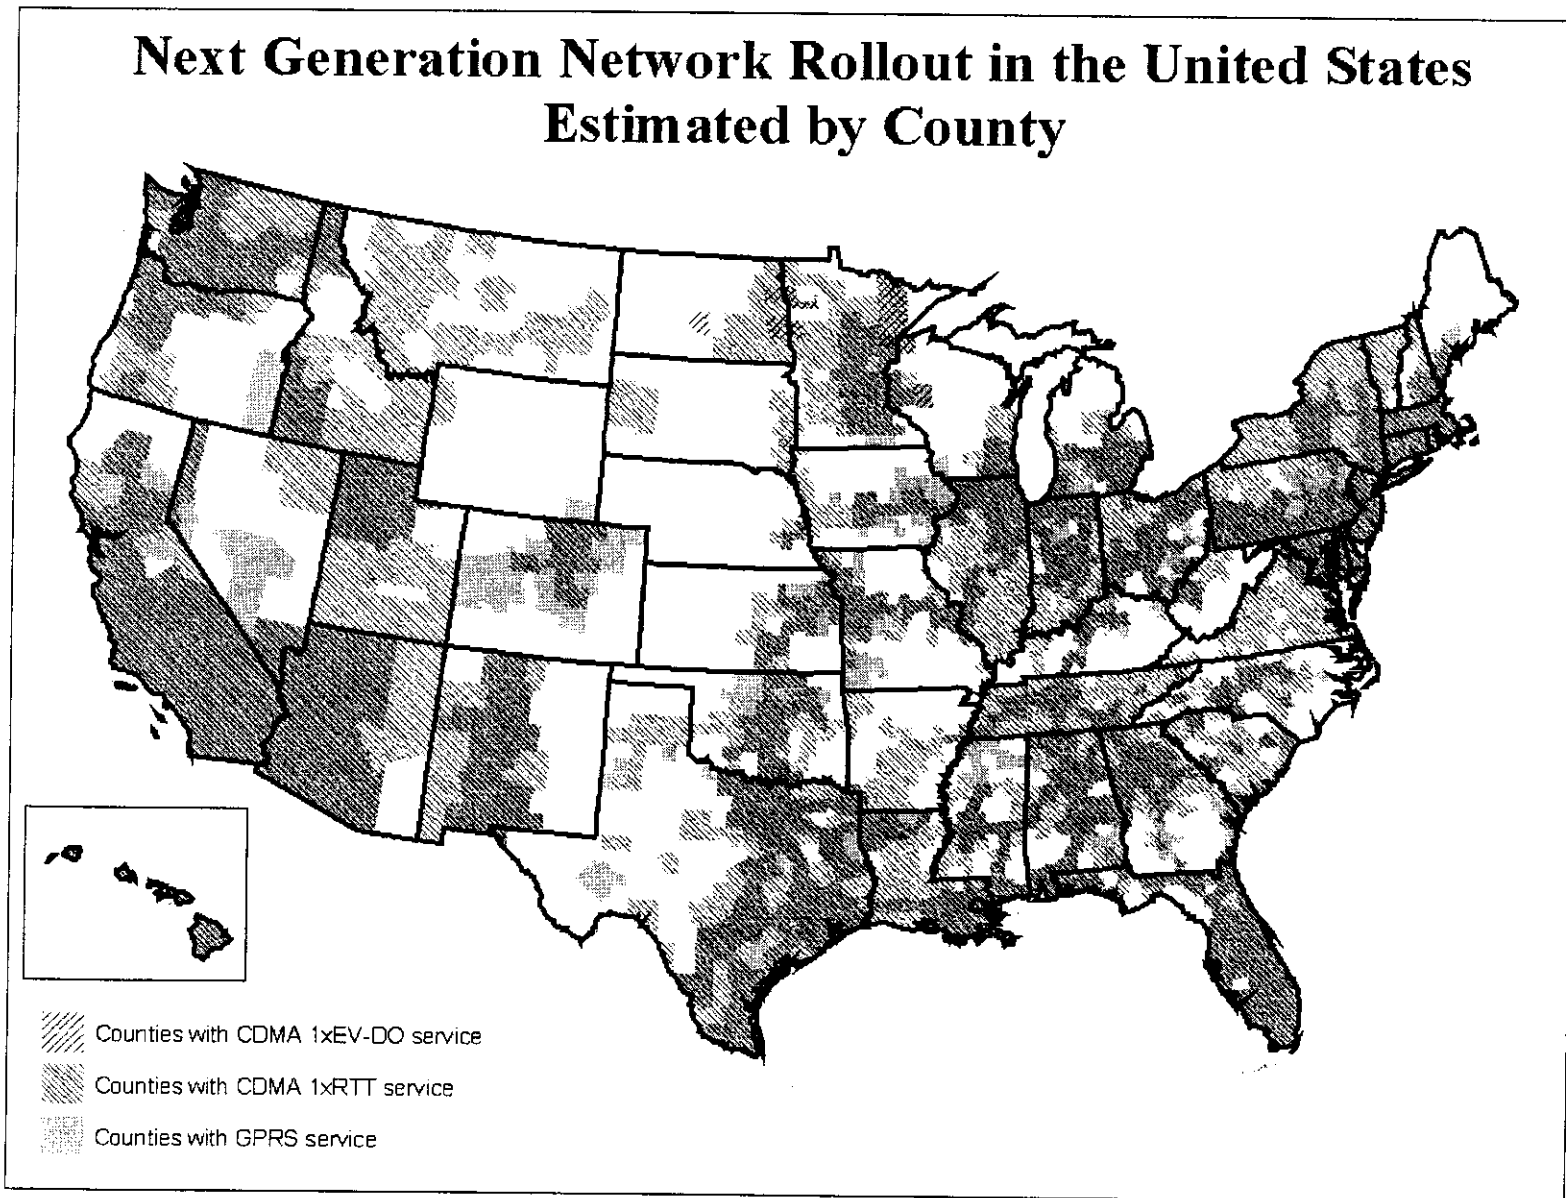 Next Generation Network Rollout in the United States
Estimated by County
Counties with CDMA 1xEV-DO service
Counties with CDMA 1xRTT service
Counties with GPRS service